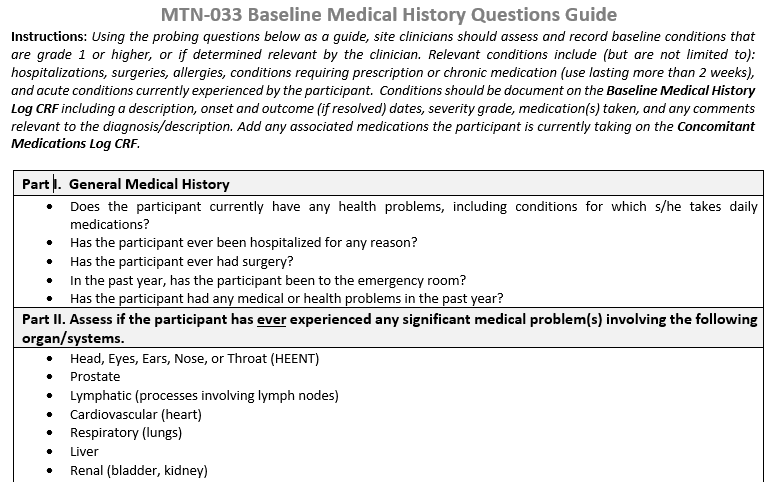 MTN-033 Baseline Medical History Questions Guide
Instructions: Using the probing questions below as a guide, site clinicians should assess and record baseline conditions that
are grade 1 or higher, or if determined relevant by the clinician. Relevant conditions include (but are not limited to):
hospitalizations, surgeries, allergies, conditions requiring prescription or chronic medication (use lasting more than 2 weeks),
and acute conditions currently experienced by the participant. Conditions should be document on the Baseline Medical History
Log CRF including a description, onset and outcome (if resolved) dates, severity grade, medication(s) taken, and any comments
relevant to the diagnosis/description. Add any associated medications the participant is currently taking on the Concomitant
Medications Log CRF.
Part I. General Medical History
• Does the participant currently have any health problems, including conditions for which s/he takes daily
medications?
• Has the participant ever been hospitalized for any reason?
• Has the participant ever had surgery?
• In the past year, has the participant been to the emergency room?
• Has the participant had any medical or health problems in the past year?
Part II. Assess if the participant has ever experienced any significant medical problem(s) involving the following
organ/systems.
• Head, Eyes, Ears, Nose, or Throat (HEENT)
• Prostate
• Lymphatic (processes involving lymph nodes)
• Cardiovascular (heart)
• Respiratory (lungs)
• Liver
• Renal (bladder, kidney)